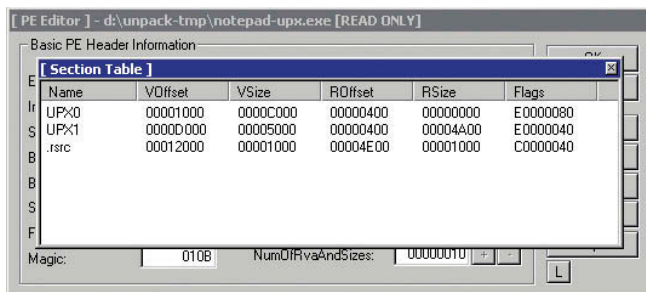 [ PE Editor ] - d:\unpack-tmp\notepad-upx.exe [READ ONLY]
Basic PE Header Information
[ Section Table ]
Name VOffset VSize ROffset RSize Flags
UPX0 00001000 0000C000 00000400 00000000 E0000080
UPX1 0000D000 00005000 00000400 00004A00 E0000040
.rsrc 00012000 00001000 00004E00 00001000 C0000040
E
Ir
S
B
B
S
F
Magic: 010B NumOfRvaAndSizes: 00000010 + -
L